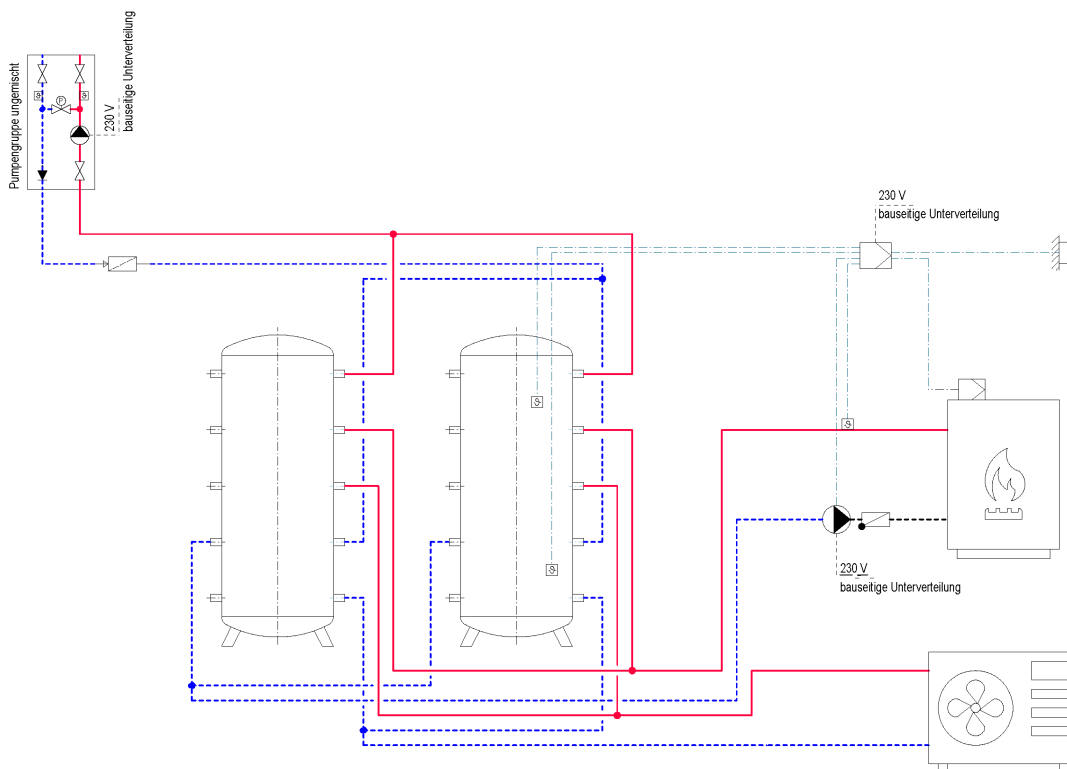 Pumpengruppe ungemischt
230 V
bauseitige Unterverteilung
230 V
bauseitige Unterverteilung
230 V
bauseitige Unterverteilung